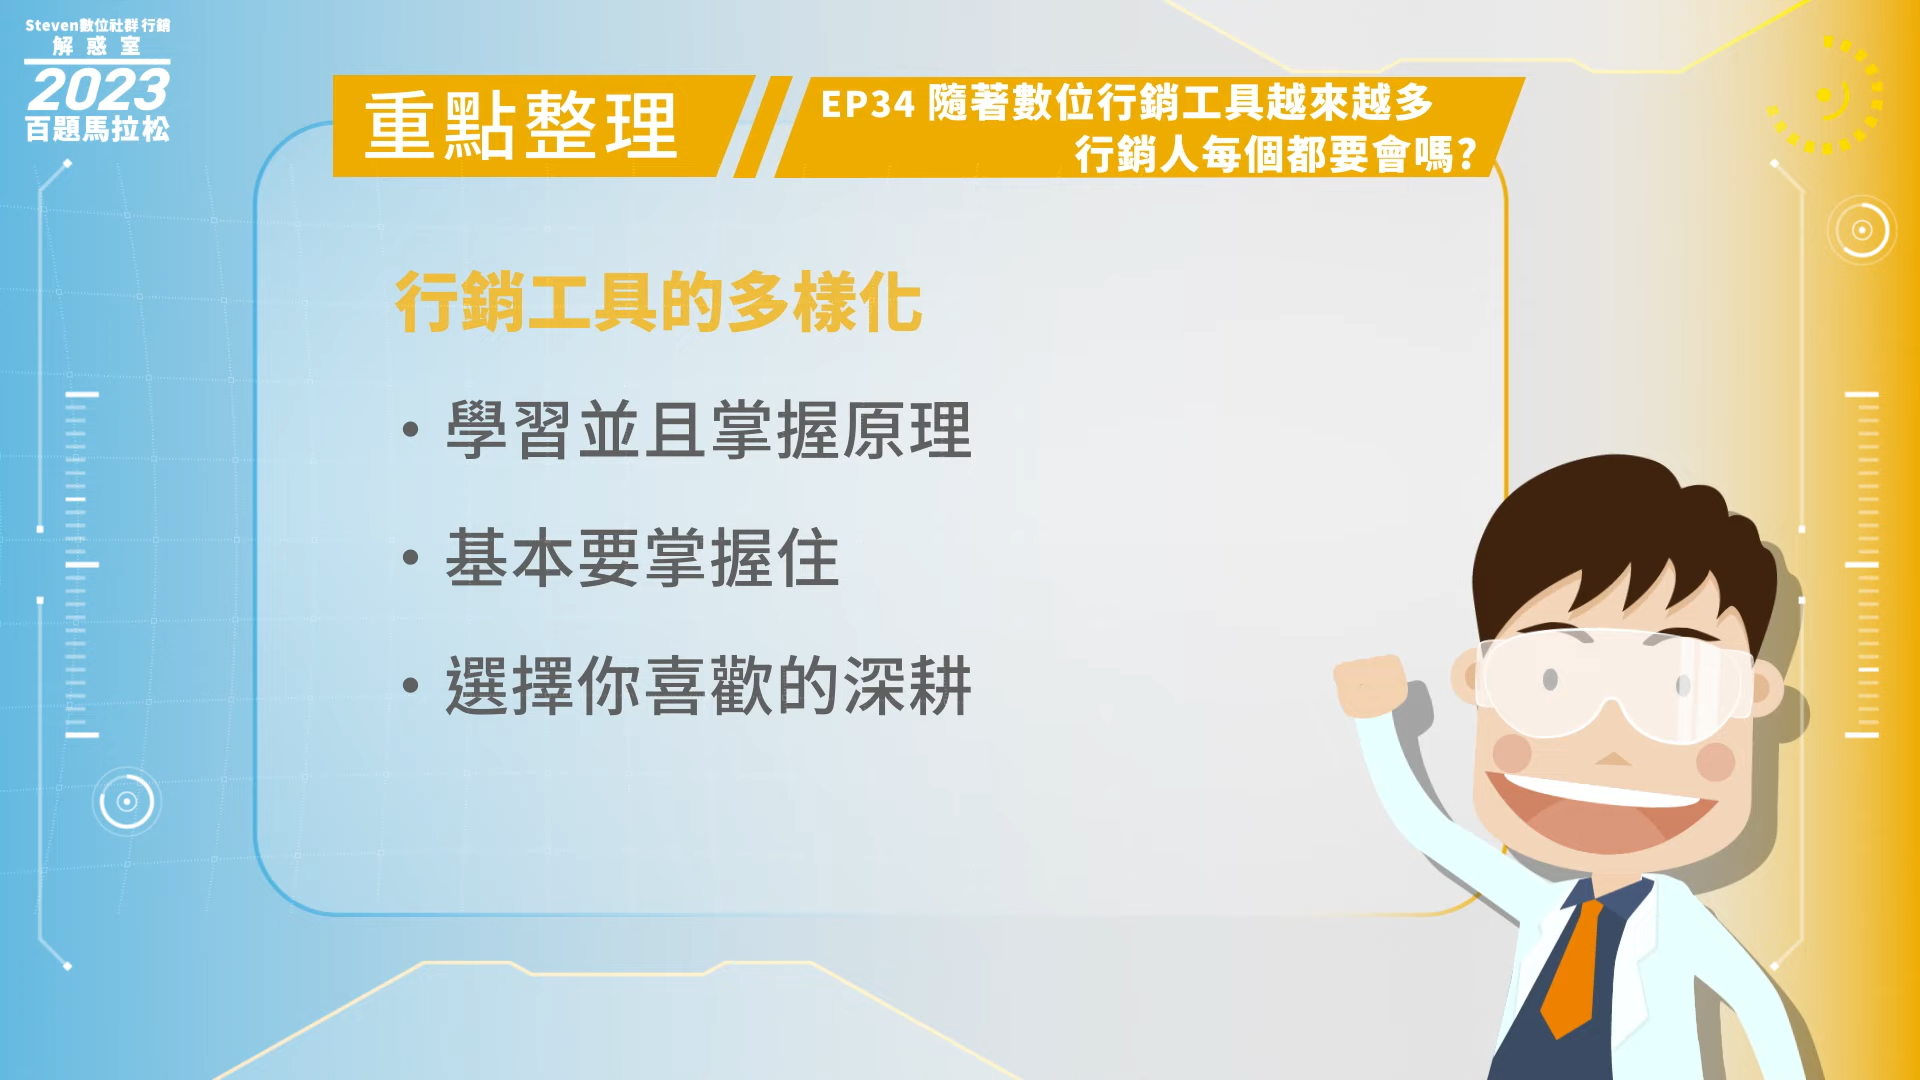 Steven數位社群行銷
解惑室
2023
百題馬拉松
重點整理
EP34 隨著數位行銷工具越來越多
行銷人每個都要會嗎?
行銷工具的多樣化
• 學習並且掌握原理
• 基本要掌握住
• 選擇你喜歡的深耕